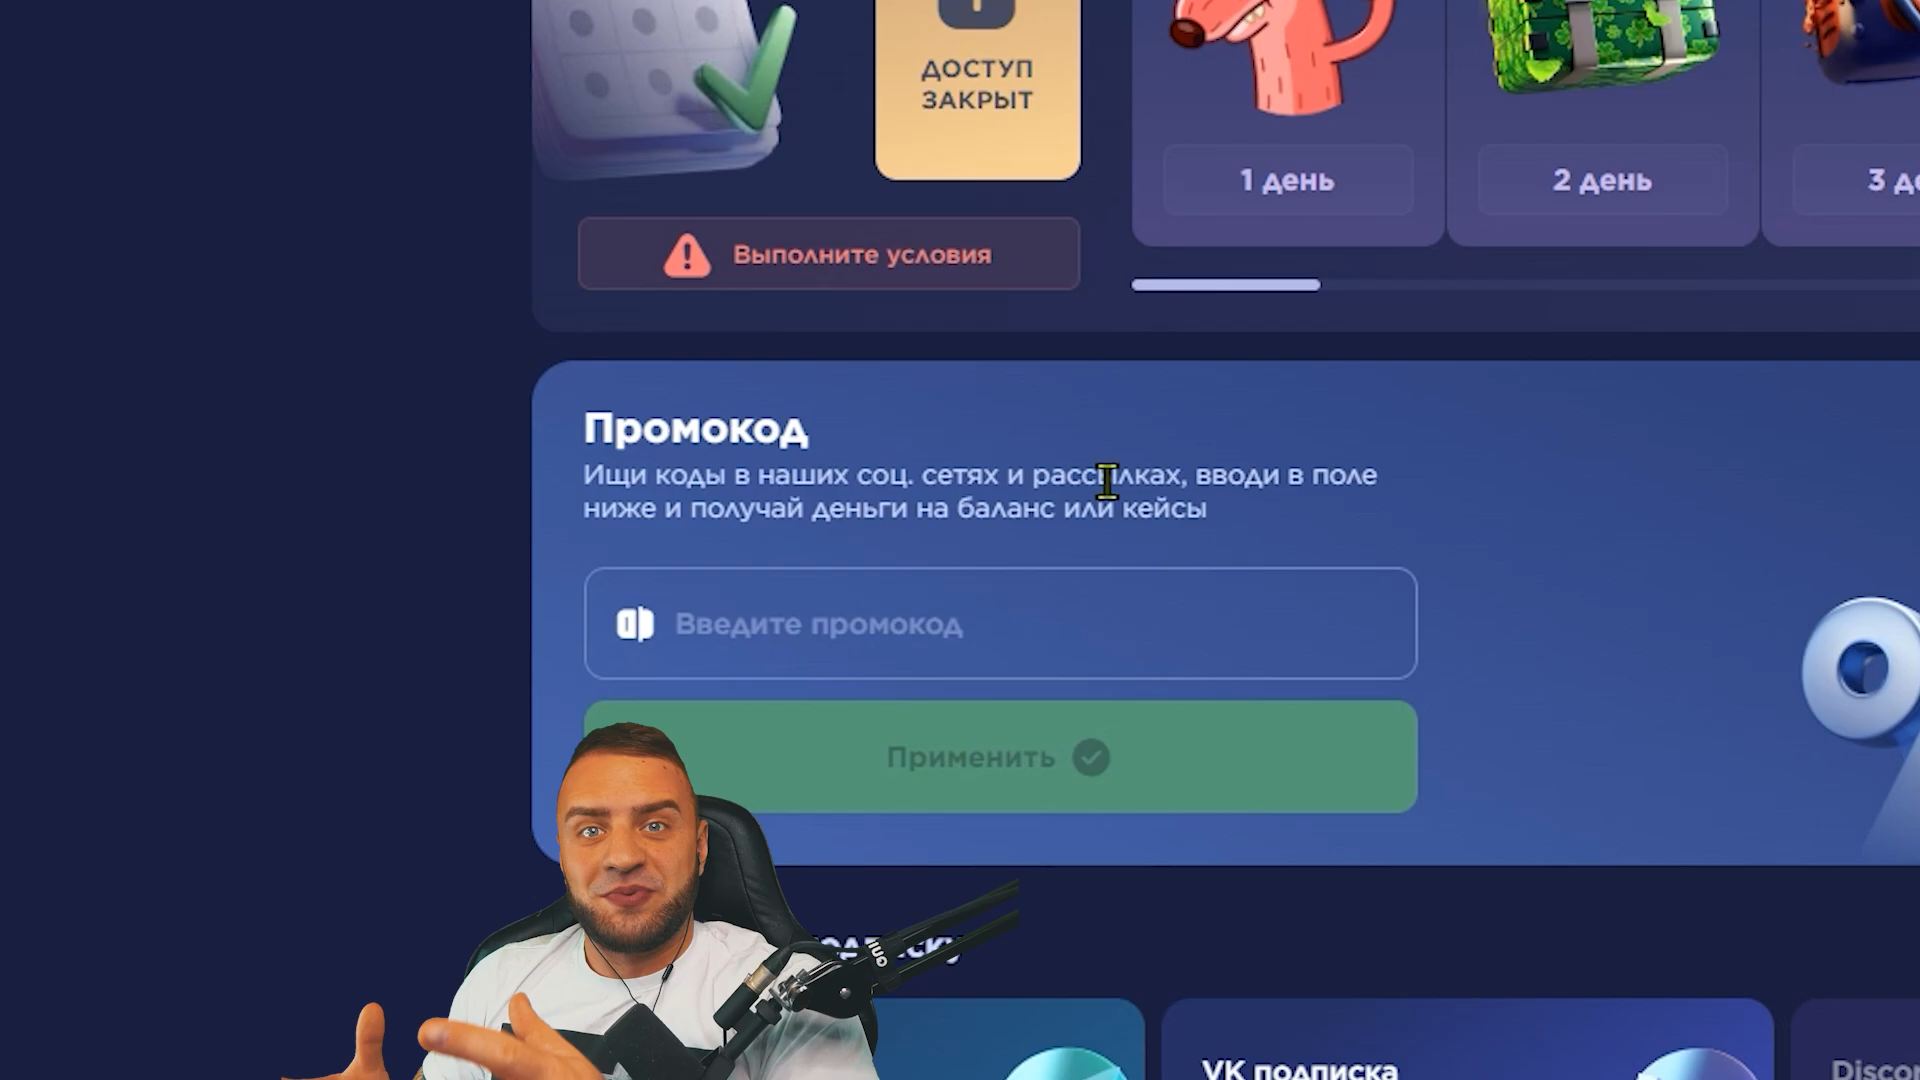 ДОСТУП
ЗАКРЫТ
1 день
2 день
Выполните условия
Промокод
Ищи коды в наших соц. сетях и рассылках, вводи в поле
ниже и получай деньги на баланс или кейсы
Введите промокод
Применить
VK подписка